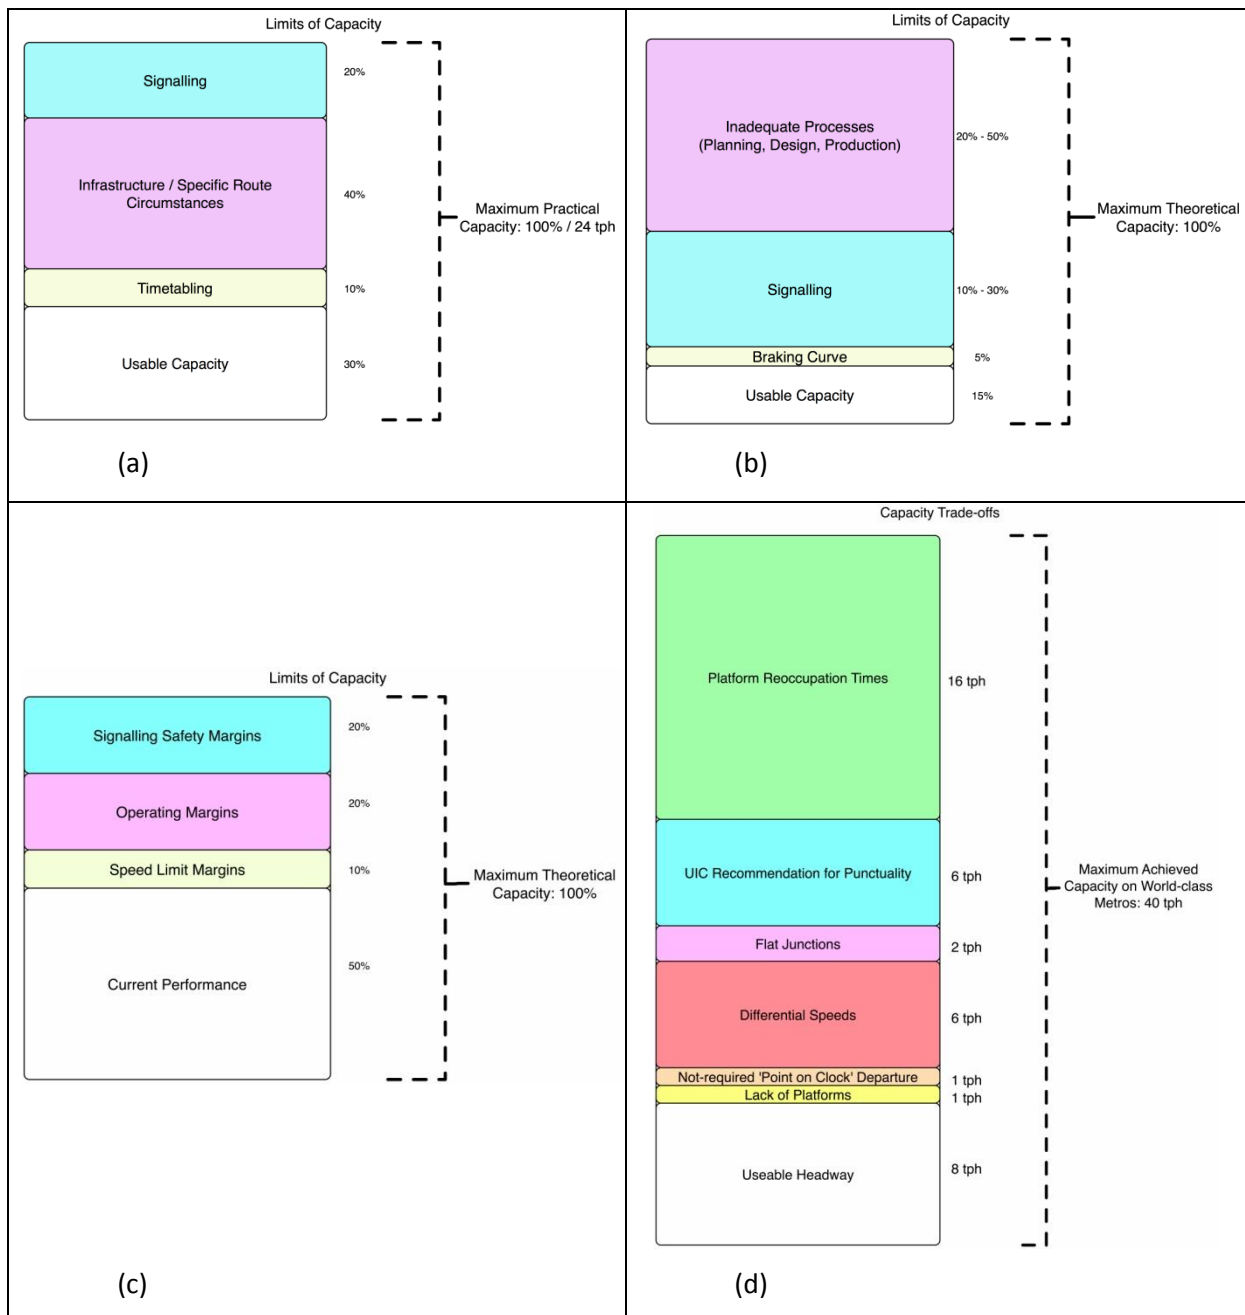 Limits of Capacity
Signalling
20%
Infrastructure / Specific Route
Circumstances
40%
Maximum Practical
Capacity: 100% / 24 tph
Timetabling
10%
Usable Capacity
30%
(a)
Limits of Capacity
Inadequate Processes
(Planning, Design, Production)
20% - 50%
Maximum Theoretical
Capacity: 100%
Signalling
10% - 30%
Braking Curve
5%
Usable Capacity
15%
(b)
Limits of Capacity
Signalling Safety Margins
20%
Operating Margins
20%
Speed Limit Margins
10%
Maximum Theoretical
Capacity: 100%
Current Performance
50%
(c)
Capacity Trade-offs
Platform Reoccupation Times
16 tph
UIC Recommendation for Punctuality
6 tph
Maximum Achieved
Capacity on World-class
Metros: 40 tph
Flat Junctions
2 tph
Differential Speeds
6 tph
Not-required 'Point on Clock' Departure
1 tph
Lack of Platforms
1 tph
Useable Headway
8 tph
(d)